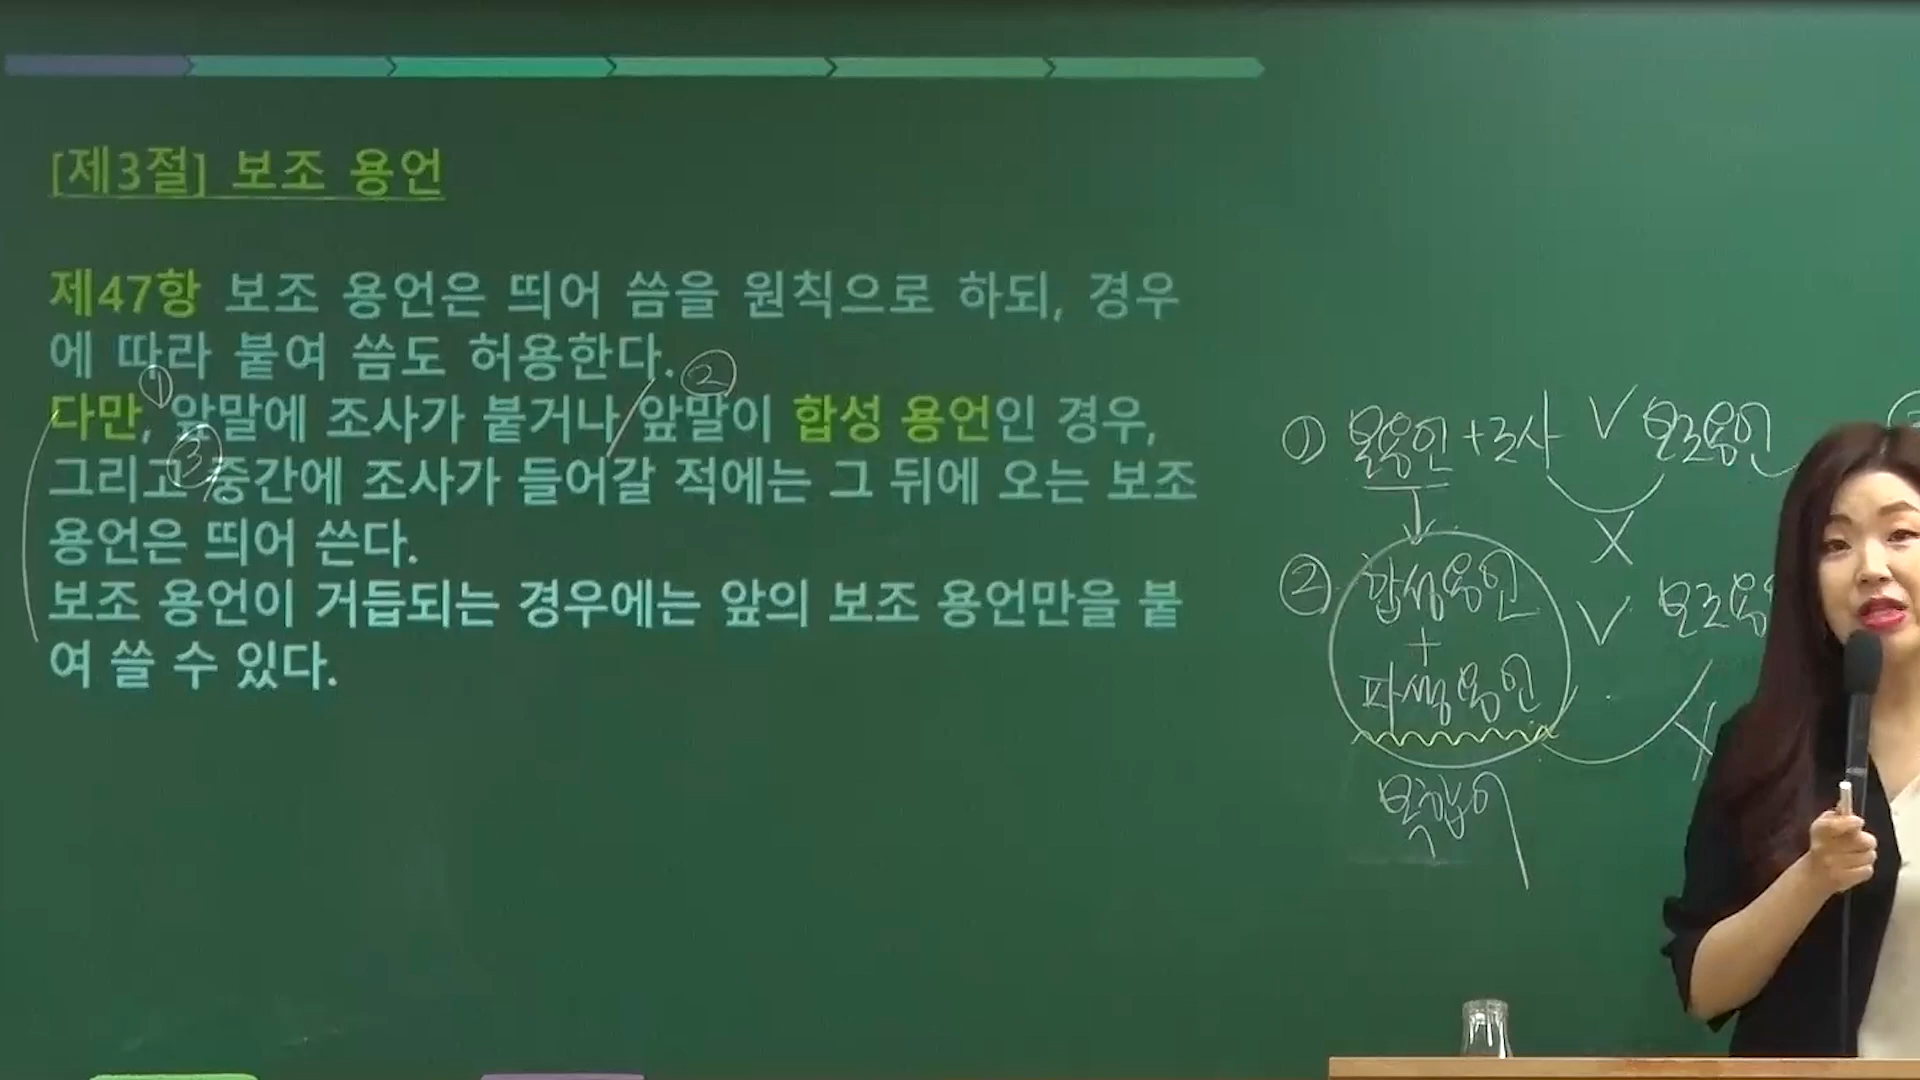 [제3절] 보조 용언
제47항 보조 용언은 띄어 씀을 원칙으로 하되, 경우
에 따라 붙여 씀도 허용한다.
① ②
다만, 앞말에 조사가 붙거나 앞말이 합성 용언인 경우,
③
그리고 중간에 조사가 들어갈 적에는 그 뒤에 오는 보조
용언은 띄어 쓴다.
보조 용언이 거듭되는 경우에는 앞의 보조 용언만을 붙
여 쓸 수 있다.
① 본용언+조사 V 보조용언
X
② 합성용언 V 보조용
+
파생용언
X
복합어